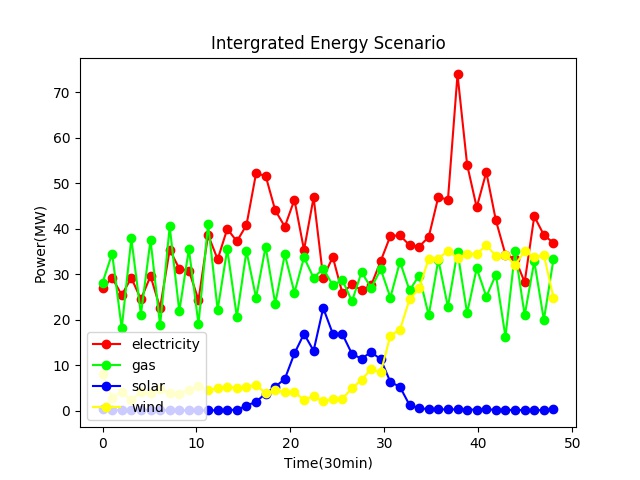 Intergrated Energy Scenario
Power(MW)
70
60
50
40
30
20
10
0
electricity
gas
solar
wind
0 10 20 30 40 50
Time(30min)